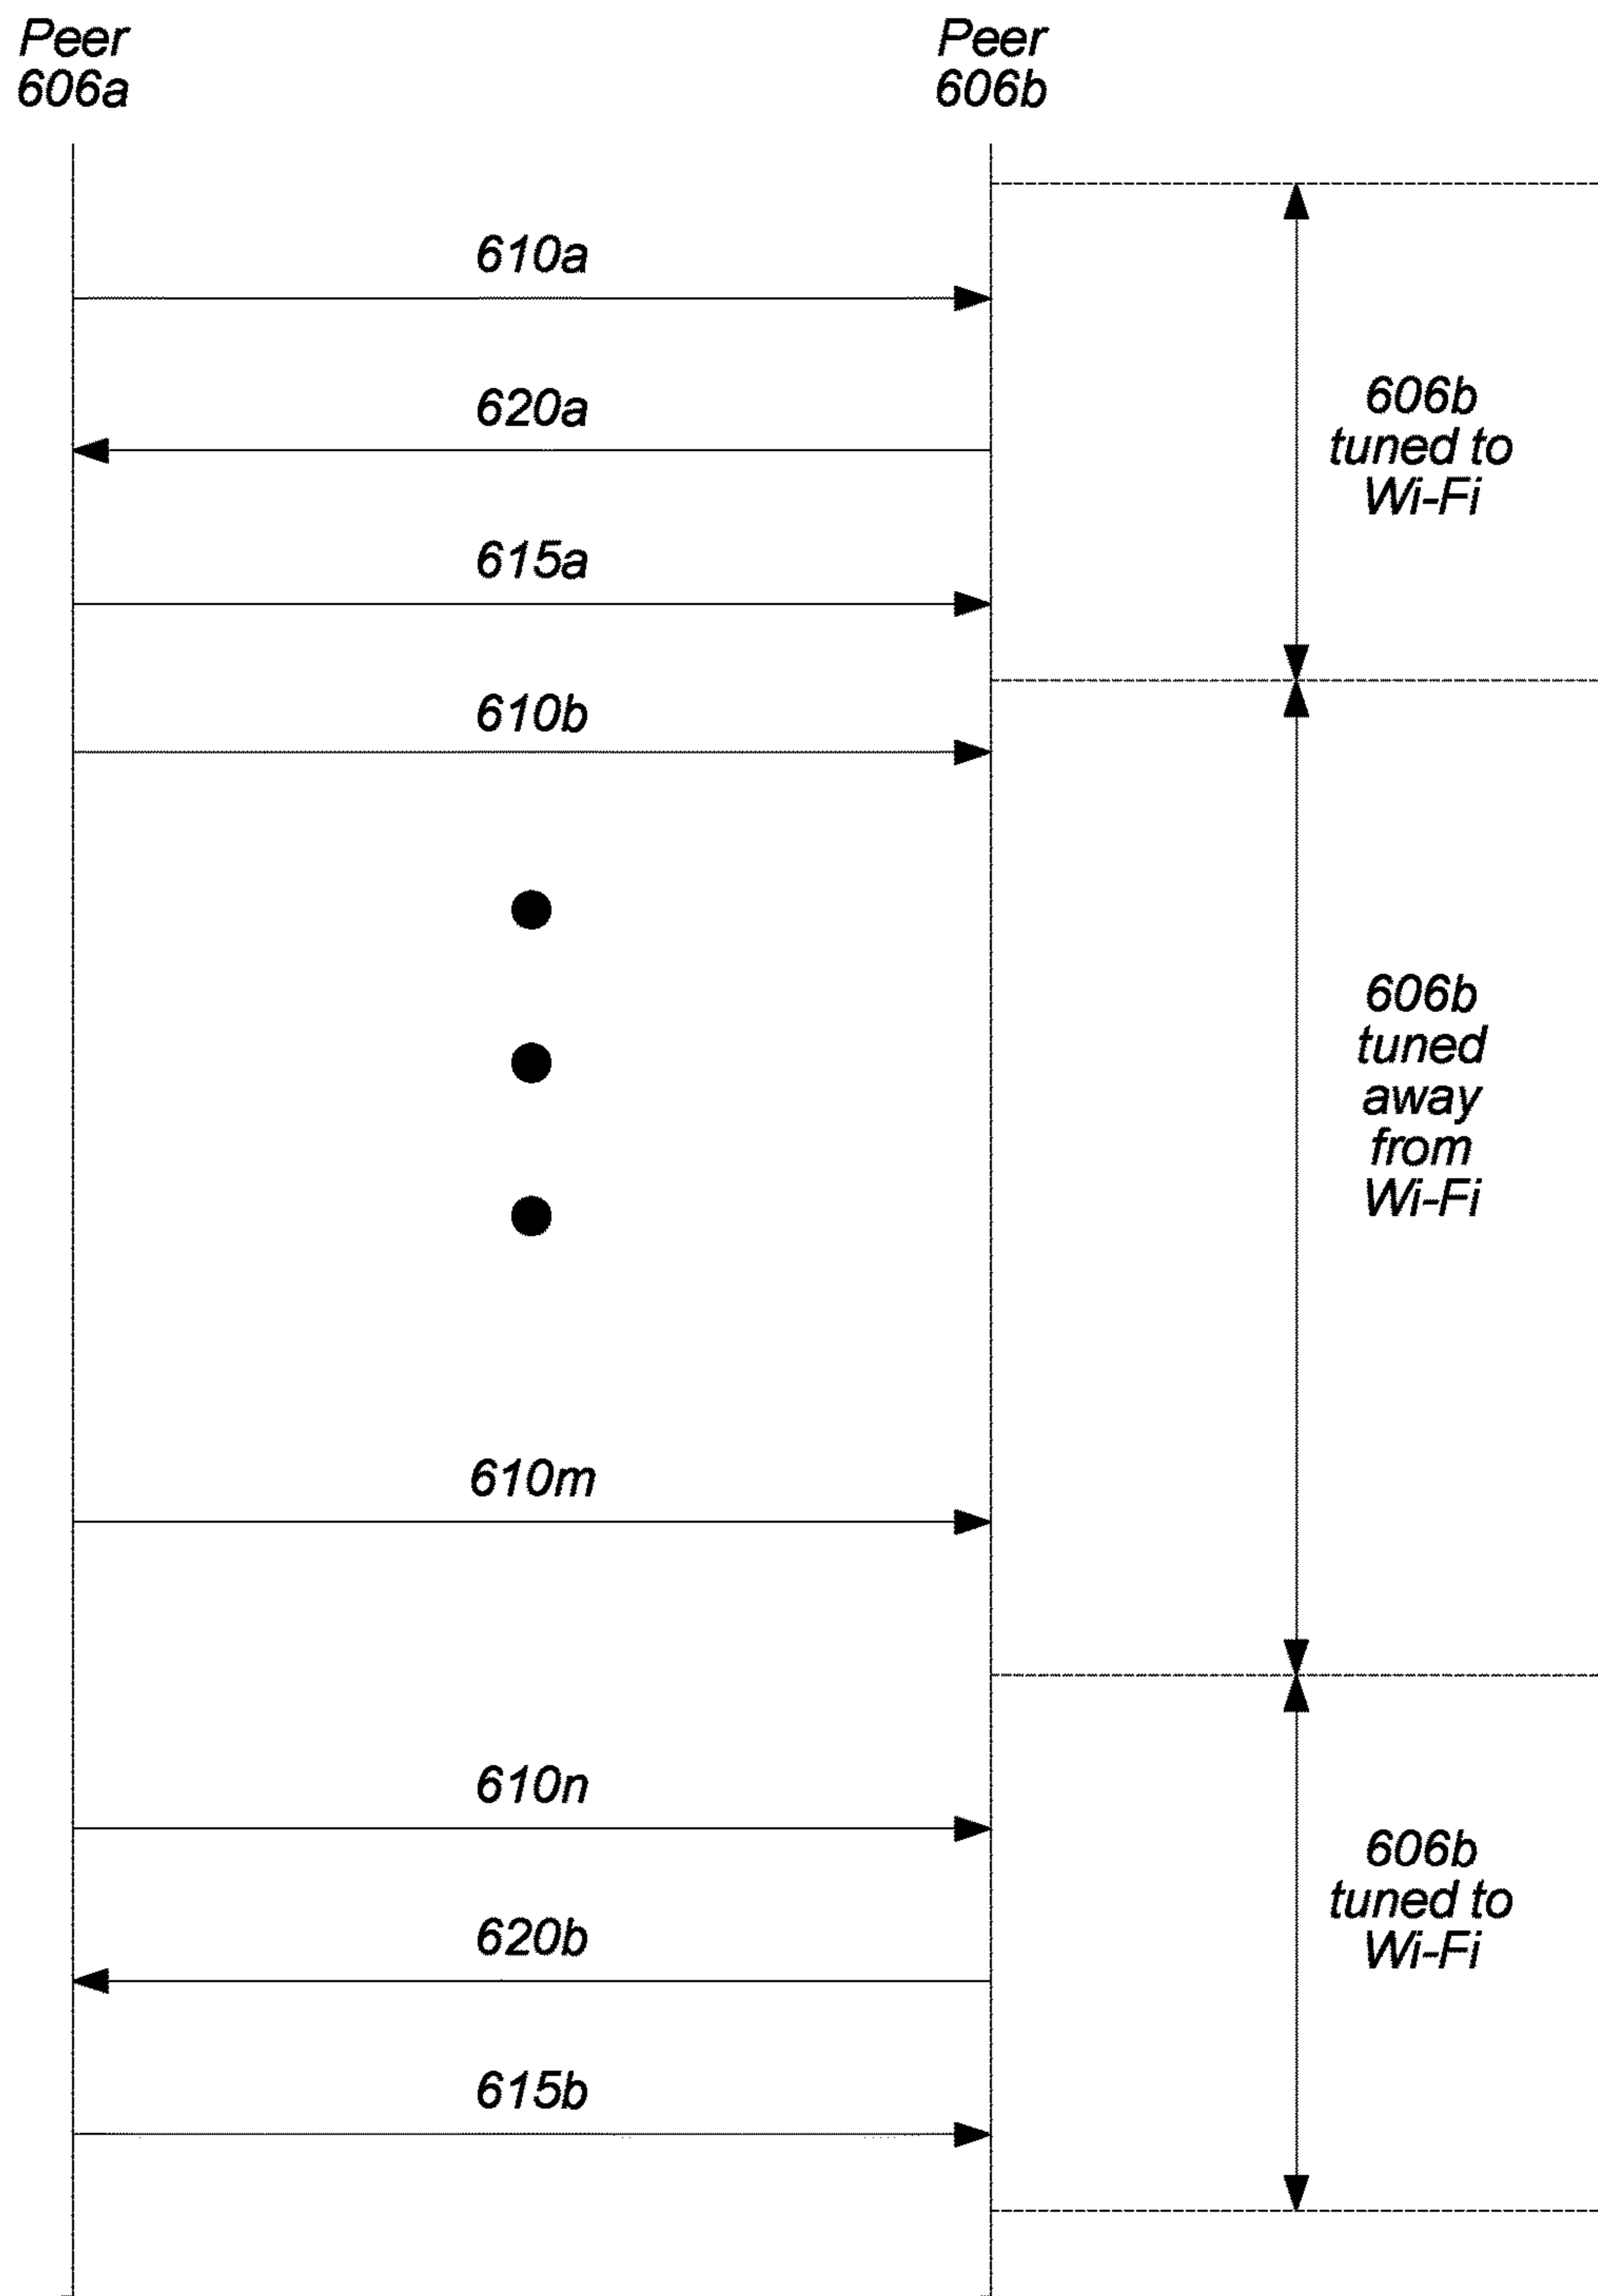 Peer
606a
Peer
606b
610a
620a
606b
tuned to
Wi-Fi
615a
610b
606b
tuned
away
from
Wi-Fi
610m
610n
606b
tuned to
Wi-Fi
620b
615b